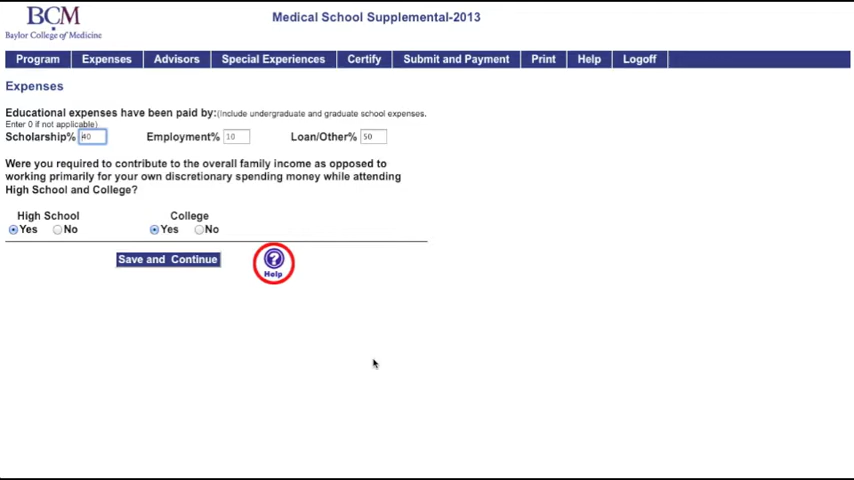 BCM
Baylor College of Medicine
Medical School Supplemental-2013
Program Expenses Advisors Special Experiences Certify Submit and Payment Print Help Logoff
Expenses
Educational expenses have been paid by:(Include undergraduate and graduate school expenses.
Enter 0 if not applicable)
Scholarship% 40 Employment% 10 Loan/Other% 50
Were you required to contribute to the overall family income as opposed to
working primarily for your own discretionary spending money while attending
High School and College?
High School College
Yes No Yes No
Save and Continue
? Help